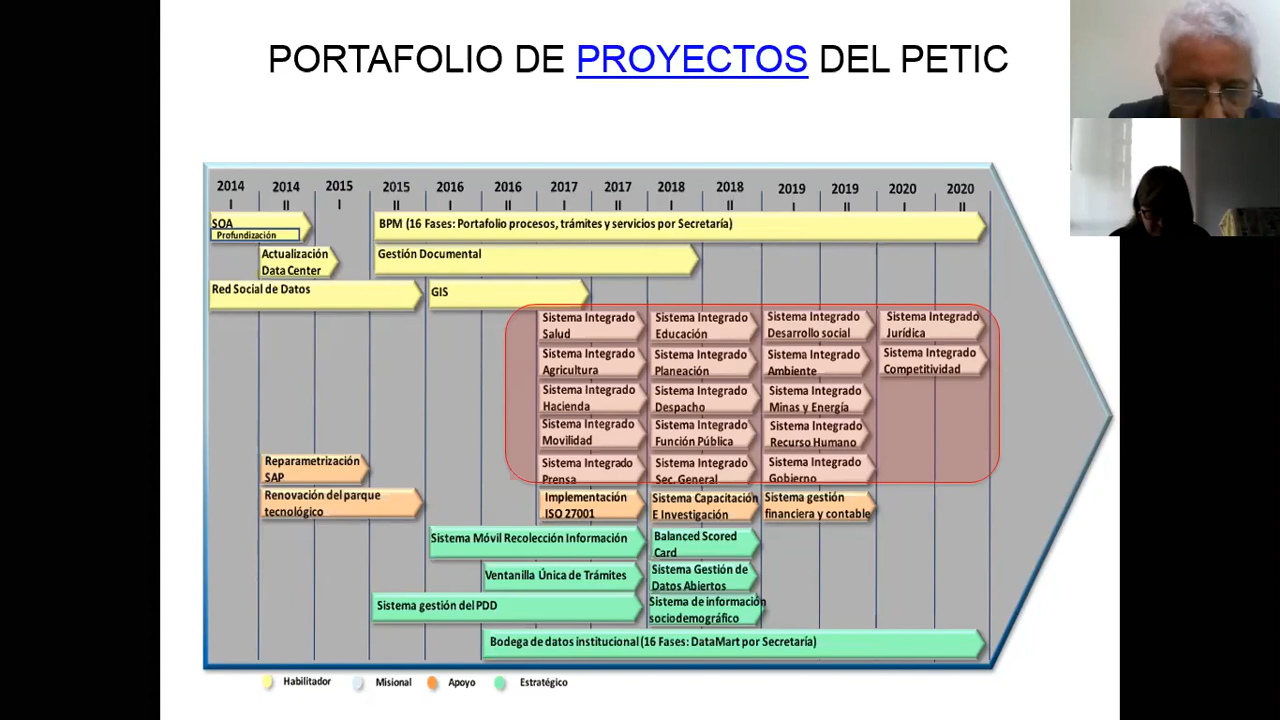 PORTAFOLIO DE PROYECTOS DEL PETIC
2014 2014 2015 2015 2016 2016 2017 2017 2018 2018 2019 2019 2020 2020
I II I II I II I II I II I II I II
SOA
Profundización
BPM (16 Fases: Portafolio procesos, trámites y servicios por Secretaría)
Actualización
Data Center
Gestión Documental
Red Social de Datos
GIS
Sistema Integrado
Salud
Sistema Integrado
Educación
Sistema Integrado
Desarrollo social
Sistema Integrado
Jurídica
Sistema Integrado
Agricultura
Sistema Integrado
Planeación
Sistema Integrado
Ambiente
Sistema Integrado
Competitividad
Sistema Integrado
Hacienda
Sistema Integrado
Despacho
Sistema Integrado
Minas y Energía
Sistema Integrado
Movilidad
Sistema Integrado
Función Pública
Sistema Integrado
Recurso Humano
Reparametrización
SAP
Sistema Integrado
Prensa
Sistema Integrado
Sec. General
Sistema Integrado
Gobierno
Renovación del parque
tecnológico
Implementación
ISO 27001
Sistema Capacitación
E Investigación
Sistema gestión
financiera y contable
Sistema Móvil Recolección Información
Balanced Scored
Card
Ventanilla Única de Trámites
Sistema Gestión de
Datos Abiertos
Sistema gestión del PDD
Sistema de información
sociodemográfico
Bodega de datos institucional (16 Fases: DataMart por Secretaría)
Habilitador Misional Apoyo Estratégico